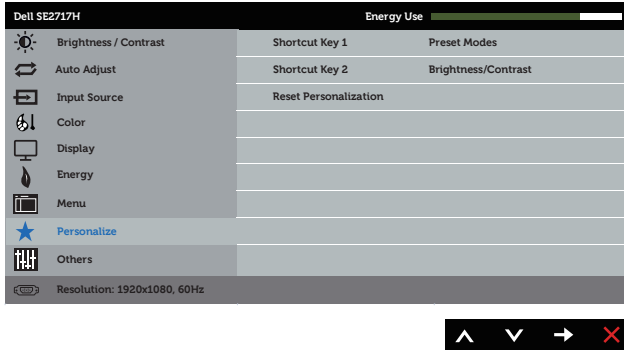 Dell SE2717H Energy Use
Brightness / Contrast Shortcut Key 1 Preset Modes
Auto Adjust Shortcut Key 2 Brightness/Contrast
Input Source Reset Personalization
Color
Display
Energy
Menu
Personalize
Others
Resolution: 1920x1080, 60Hz